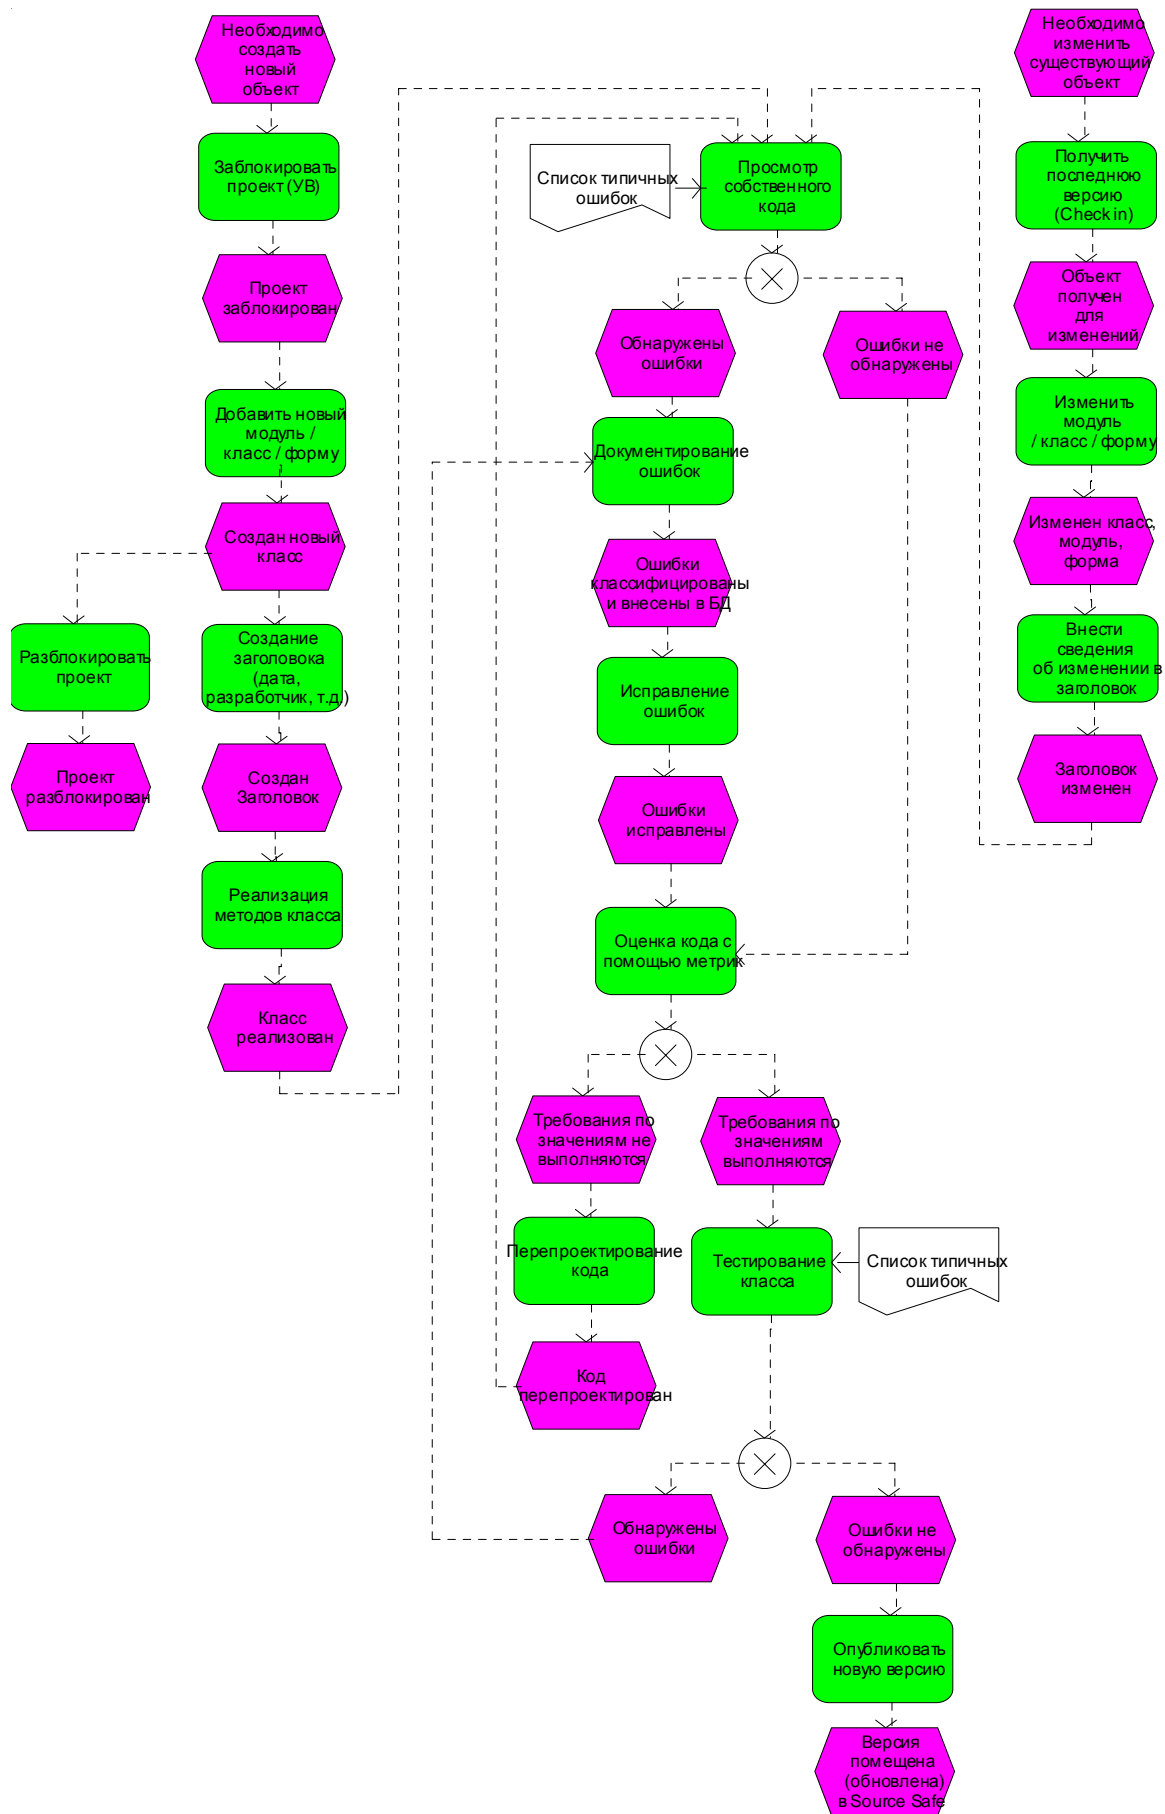 Необходимо
создать
новый
объект
Заблокировать
проект (УВ)
Проект
заблокирован
Добавить новый
модуль /
класс / форму
Создан новый
класс
Разблокировать
проект
Проект
разблокирован
Создание
заголовока
(дата,
разработчик, т.д.)
Создан
Заголовок
Реализация
методов класса
Класс
реализован
Список типичных
ошибок
Просмотр
собственного
кода
Обнаружены
ошибки
Ошибки не
обнаружены
Документирование
ошибок
Ошибки
классифицированы
и внесены в БД
Исправление
ошибок
Ошибки
исправлены
Оценка кода с
помощью метрик
Требования по
значениям не
выполняются
Требования по
значениям
выполняются
Перепроектирование
кода
Код
перепроектирован
Тестирование
класса
Список типичных
ошибок
Обнаружены
ошибки
Ошибки не
обнаружены
Опубликовать
новую версию
Версия
помещена
(обновлена)
в Source Safe
Необходимо
изменить
существующий
объект
Получить
последнюю
версию
(Check in)
Объект
получен
для
изменений
Изменить
модуль
/ класс / форму
Изменен класс,
модуль,
форма
Внести
сведения
об изменении в
заголовок
Заголовок
изменен